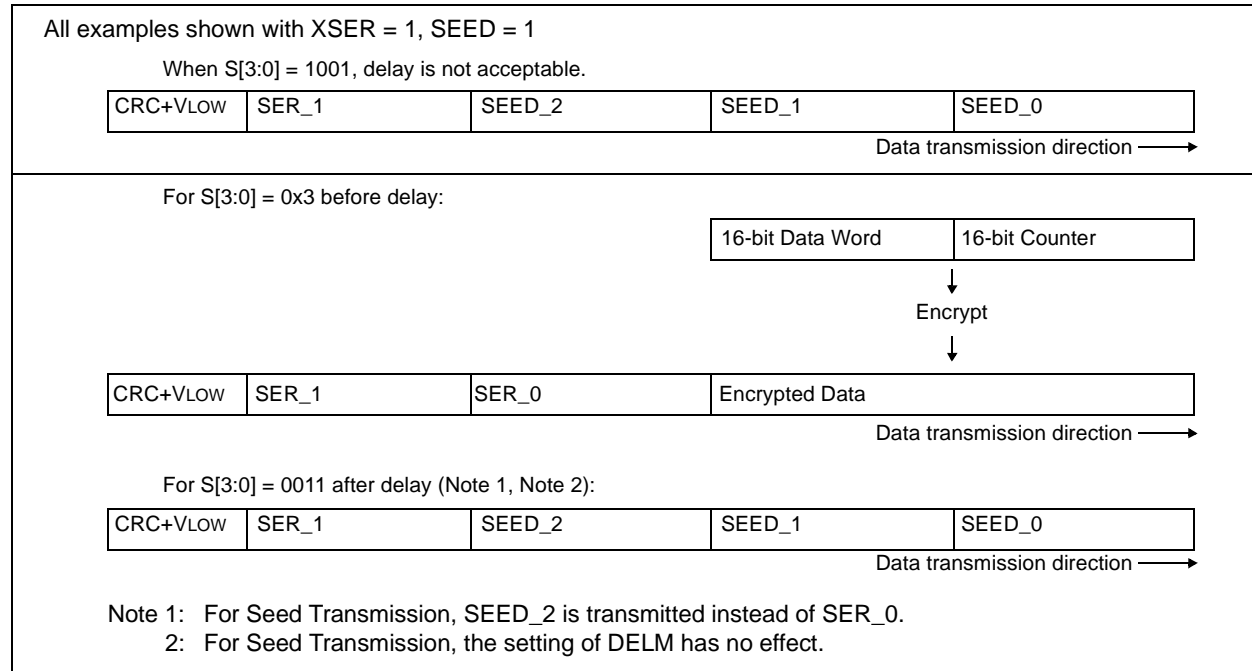 All examples shown with XSER = 1, SEED = 1
When S[3:0] = 1001, delay is not acceptable.
CRC+VLOW SER_1 SEED_2 SEED_1 SEED_0
Data transmission direction
For S[3:0] = 0x3 before delay:
16-bit Data Word 16-bit Counter
Encrypt
CRC+VLOW SER_1 SER_0 Encrypted Data
Data transmission direction
For S[3:0] = 0011 after delay (Note 1, Note 2):
CRC+VLOW SER_1 SEED_2 SEED_1 SEED_0
Data transmission direction
Note 1: For Seed Transmission, SEED_2 is transmitted instead of SER_0.
2: For Seed Transmission, the setting of DELM has no effect.